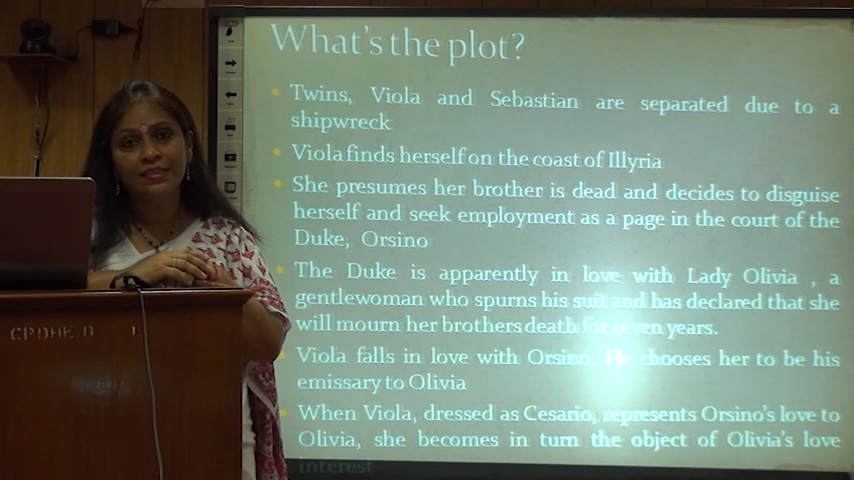 What's the plot?
Twins, Viola and Sebastian are separated due to a
shipwreck
Viola finds herself on the coast of Illyria
She presumes her brother is dead and decides to disguise
herself and seek employment as a page in the court of the
Duke, Orsino
The Duke is apparently in love with Lady Olivia , a
gentlewoman who spurns his suit and has declared that she
will mourn her brothers death for seven years.
Viola falls in love with Orsino. He chooses her to be his
emissary to Olivia
When Viola, dressed as Cesario, represents Orsino's love to
Olivia, she becomes in turn the object of Olivia's love
interest
CPDHE.D 1